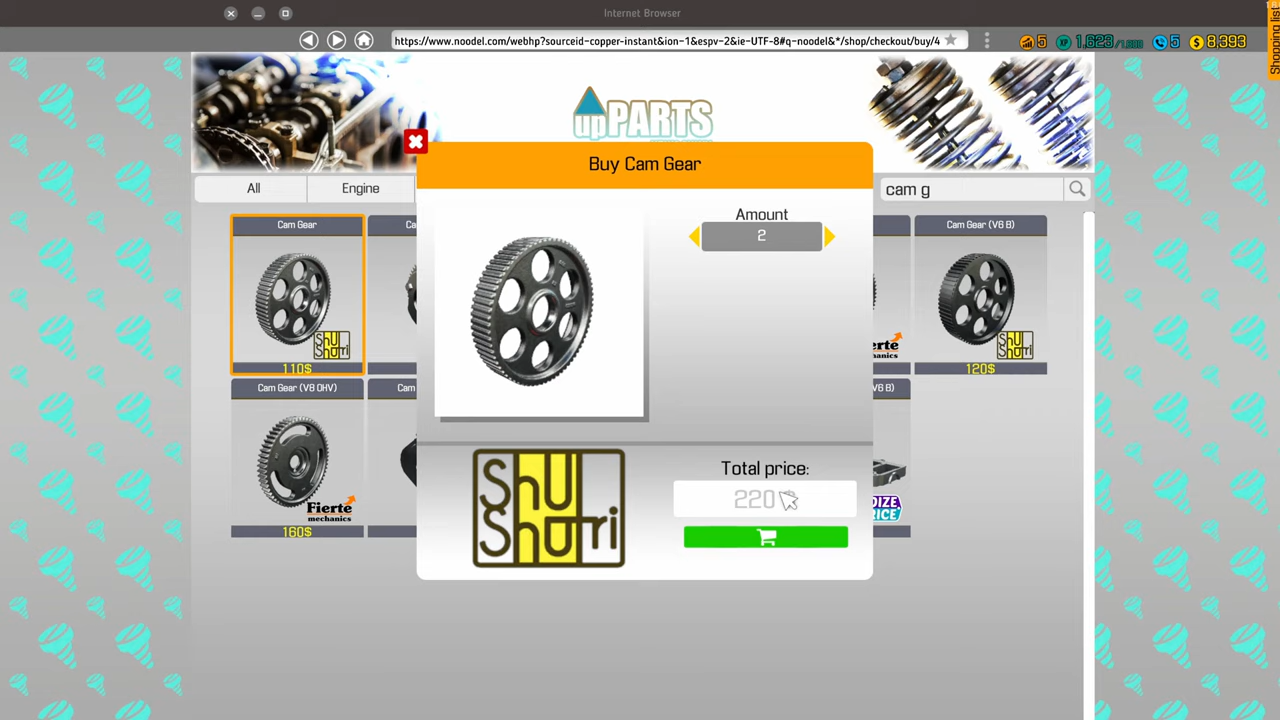 Internet Browser
https://www.noodel.com/webhp?sourceid-copper-instant&ion-1&espv-2&ie-UTF-8#q-noodel&*/shop/checkout/buy/4
5
XP
5
$ 8,393
Shopping list
upPARTS
Buy Cam Gear
All
Engine
cam g
Amount
2
Cam Gear
Shu Shutri
110$
Cam Gear (V6 B)
Shu Shutri
120$
Total price:
220
Shu Shutri
Cam Gear (V8 OHV)
Fierte
mechanics
160$